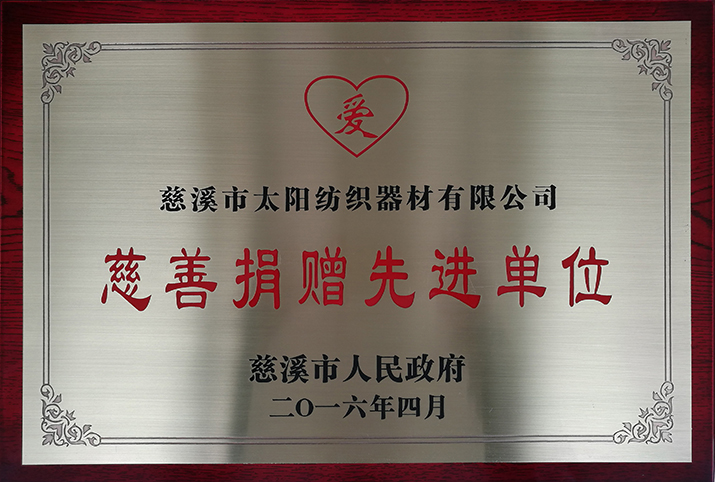 爱
慈溪市太阳纺织器材有限公司
慈善捐赠先进单位
慈溪市人民政府
二〇一六年四月